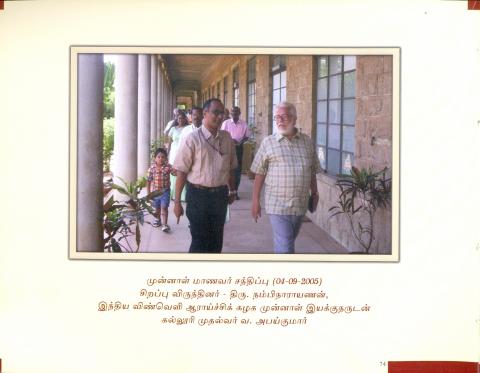 முன்னாள் மாணவர் சந்திப்பு (04-09-2005)
சிறப்பு விருந்தினர் - திரு. நம்பிநாராயணன்,
இந்திய விண்வெளி ஆராய்ச்சிக் கழக முன்னாள் இயக்குநருடன்
கல்லூரி முதல்வர் வ. அபய்குமார்
74